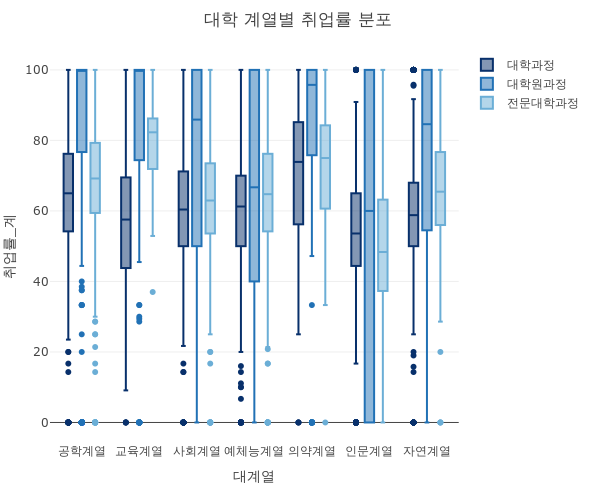 대학 계열별 취업률 분포
대학과정
대학원과정
전문대학과정
취업률_계
100
80
60
40
20
0
공학계열 교육계열 사회계열 예체능계열 의약계열 인문계열 자연계열
대계열